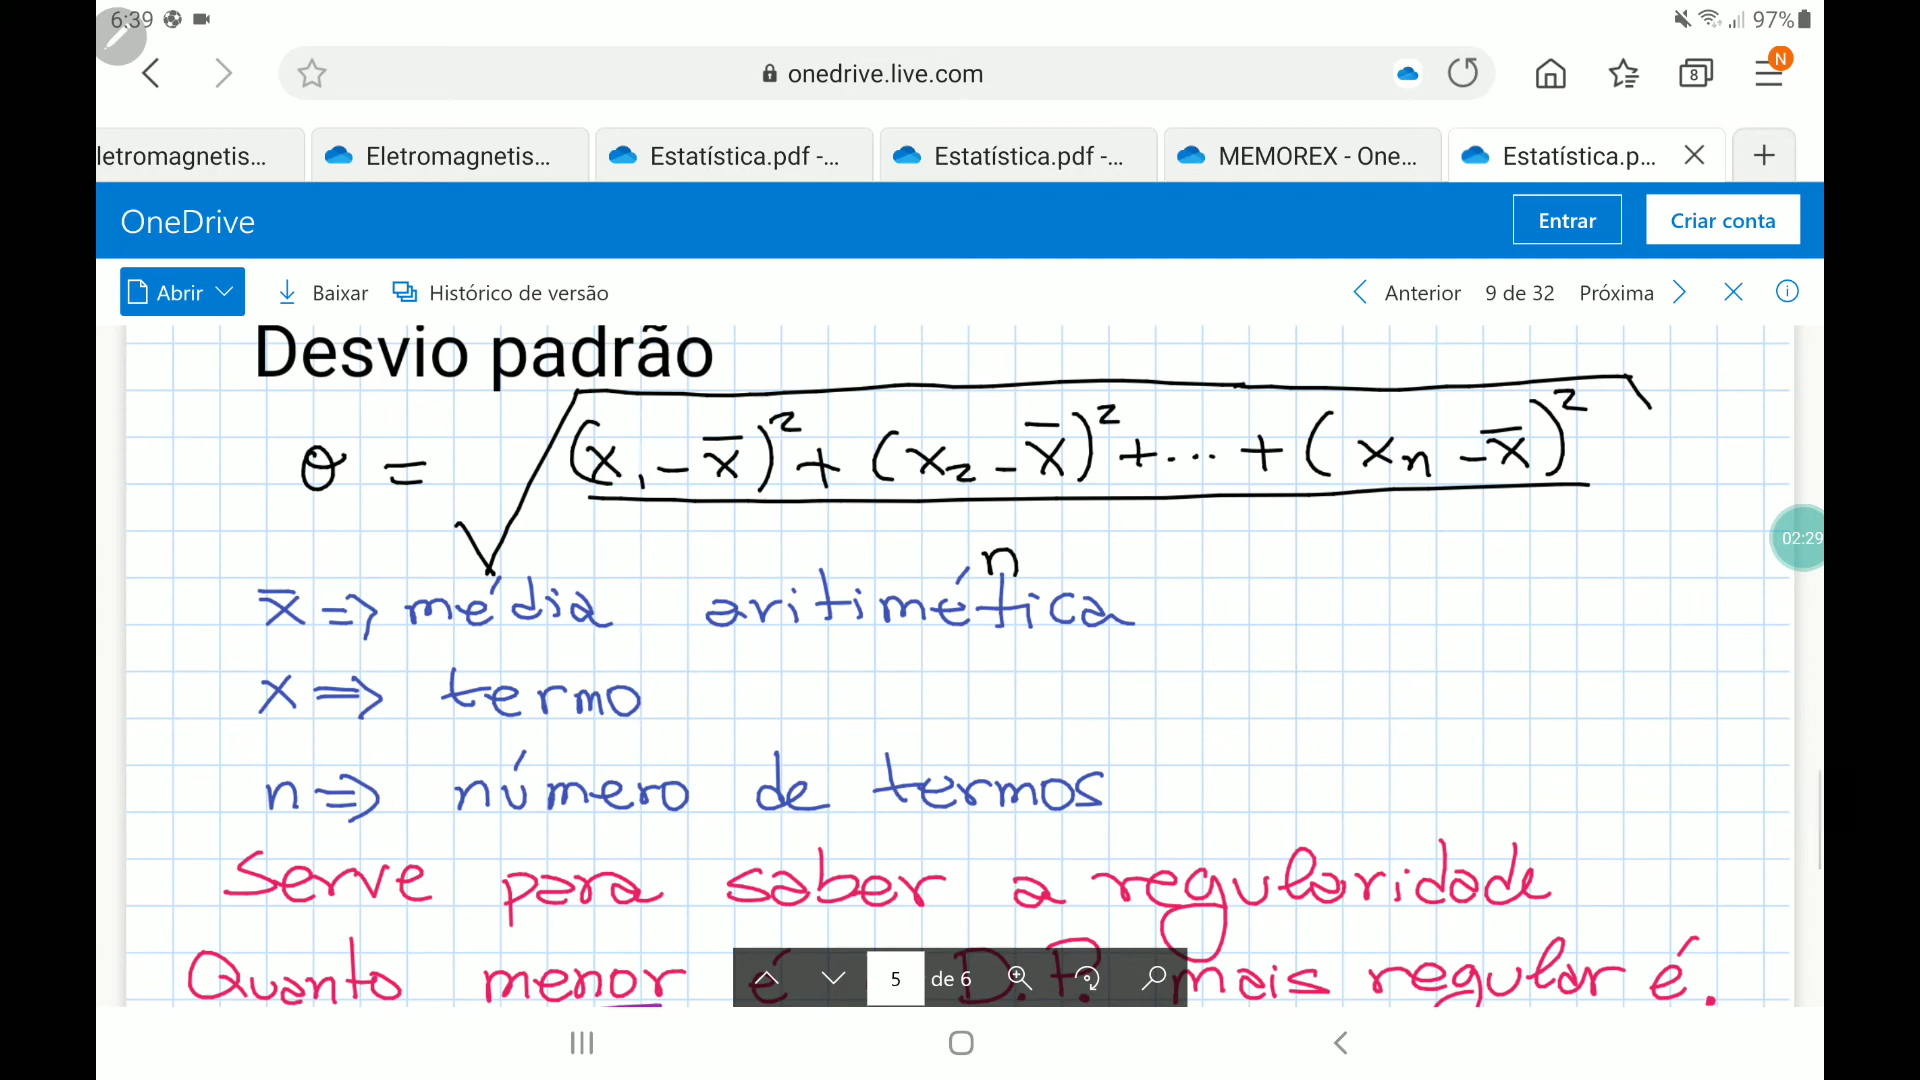 6:39 97%
onedrive.live.com 8 N
letromagnetis... Eletromagnetis... Estatística.pdf -... Estatística.pdf -... MEMOREX - One... Estatística.p...
OneDrive Entrar Criar conta
Abrir Baixar Histórico de versão Anterior 9 de 32 Próxima
Desvio padrão
σ = √((x₁ - x̄)² + (x₂ - x̄)² + ... + (xₙ - x̄)²
n
02:29
x̄ => média aritimética
x => termo
n => número de termos
Serve para saber a regularidade
Quanto menor é D.P. mais regular é.
5 de 6